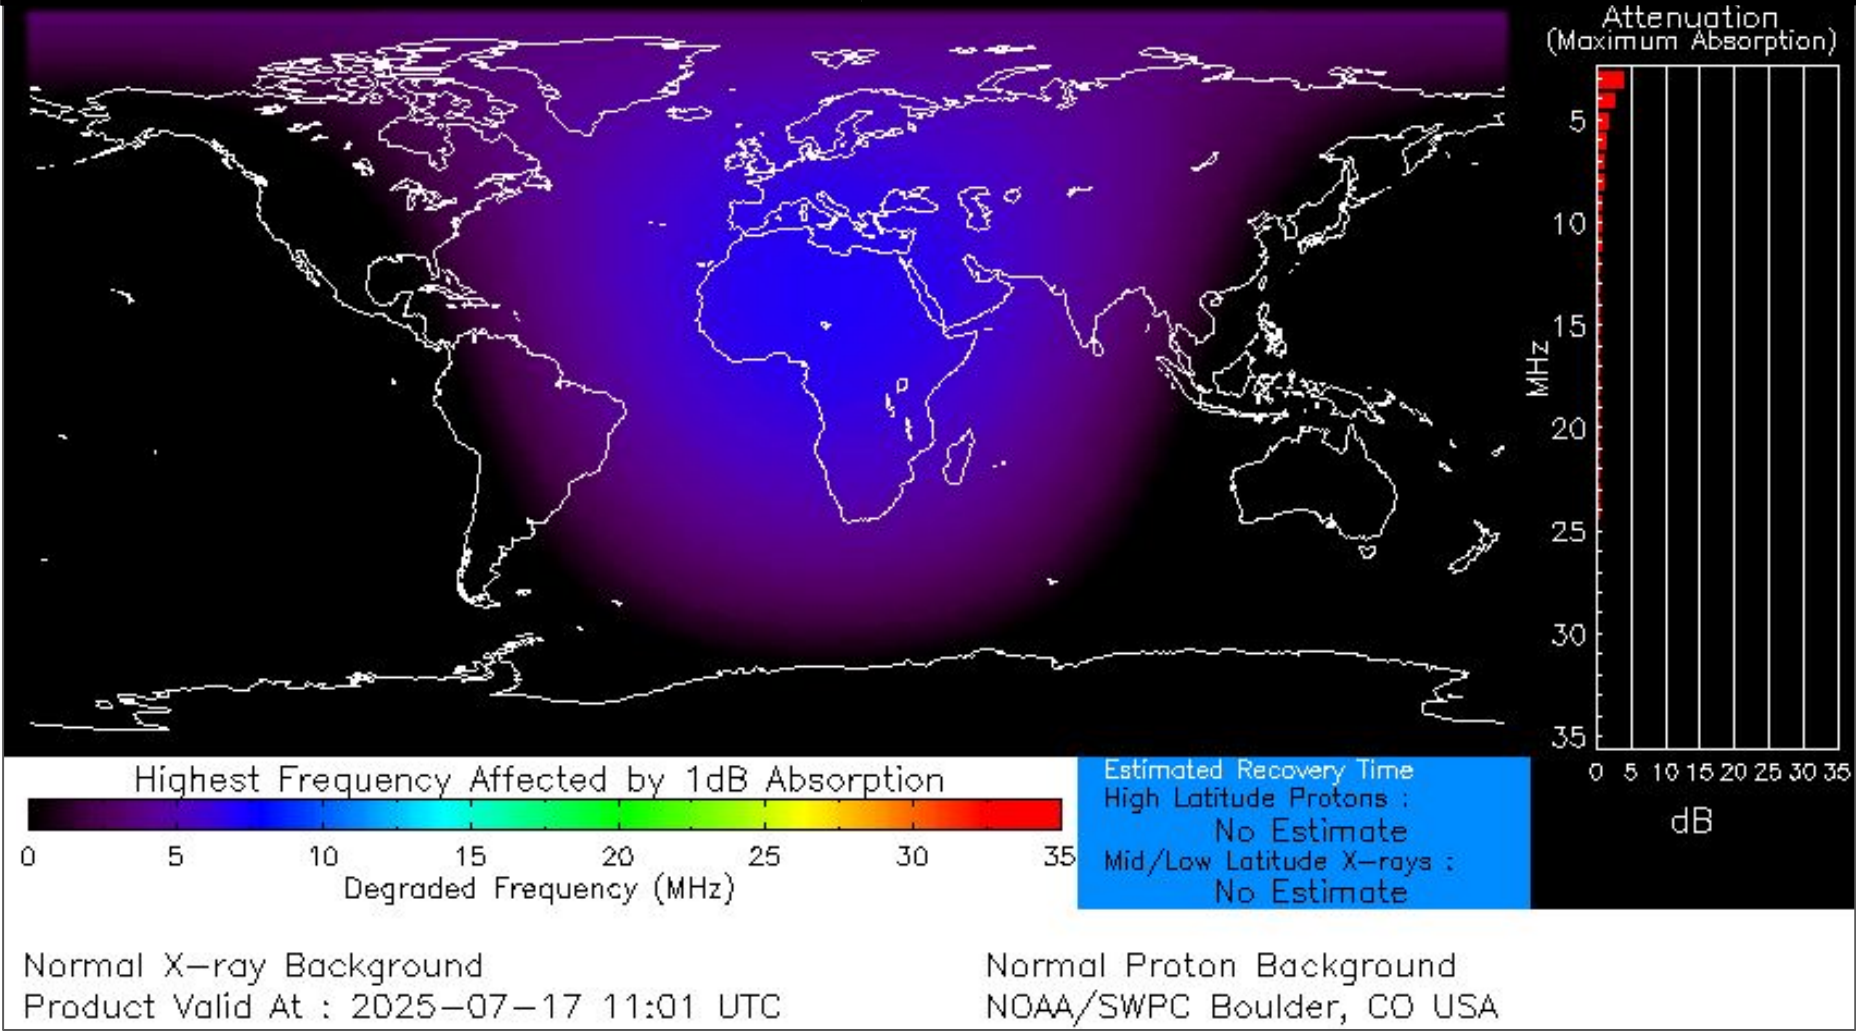 Attenuation
(Maximum Absorption)
5
10
15
20
25
30
35
MHz
0 5 10 15 20 25 30 35
dB
Highest Frequency Affected by 1dB Absorption
0 5 10 15 20 25 30 35
Degraded Frequency (MHz)
Estimated Recovery Time
High Latitude Protons :
No Estimate
Mid/Low Latitude X-rays :
No Estimate
Normal X-ray Background
Product Valid At : 2025-07-17 11:01 UTC
Normal Proton Background
NOAA/SWPC Boulder, CO USA